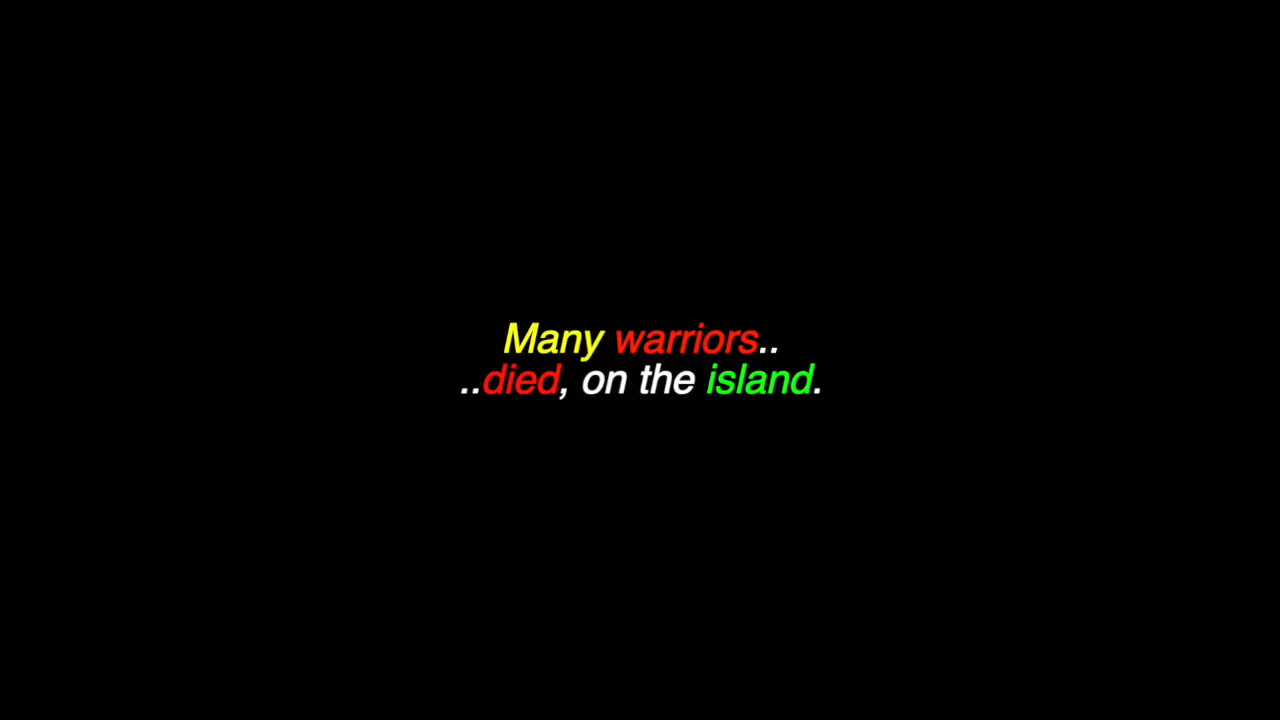 Many warriors..
..died, on the island.